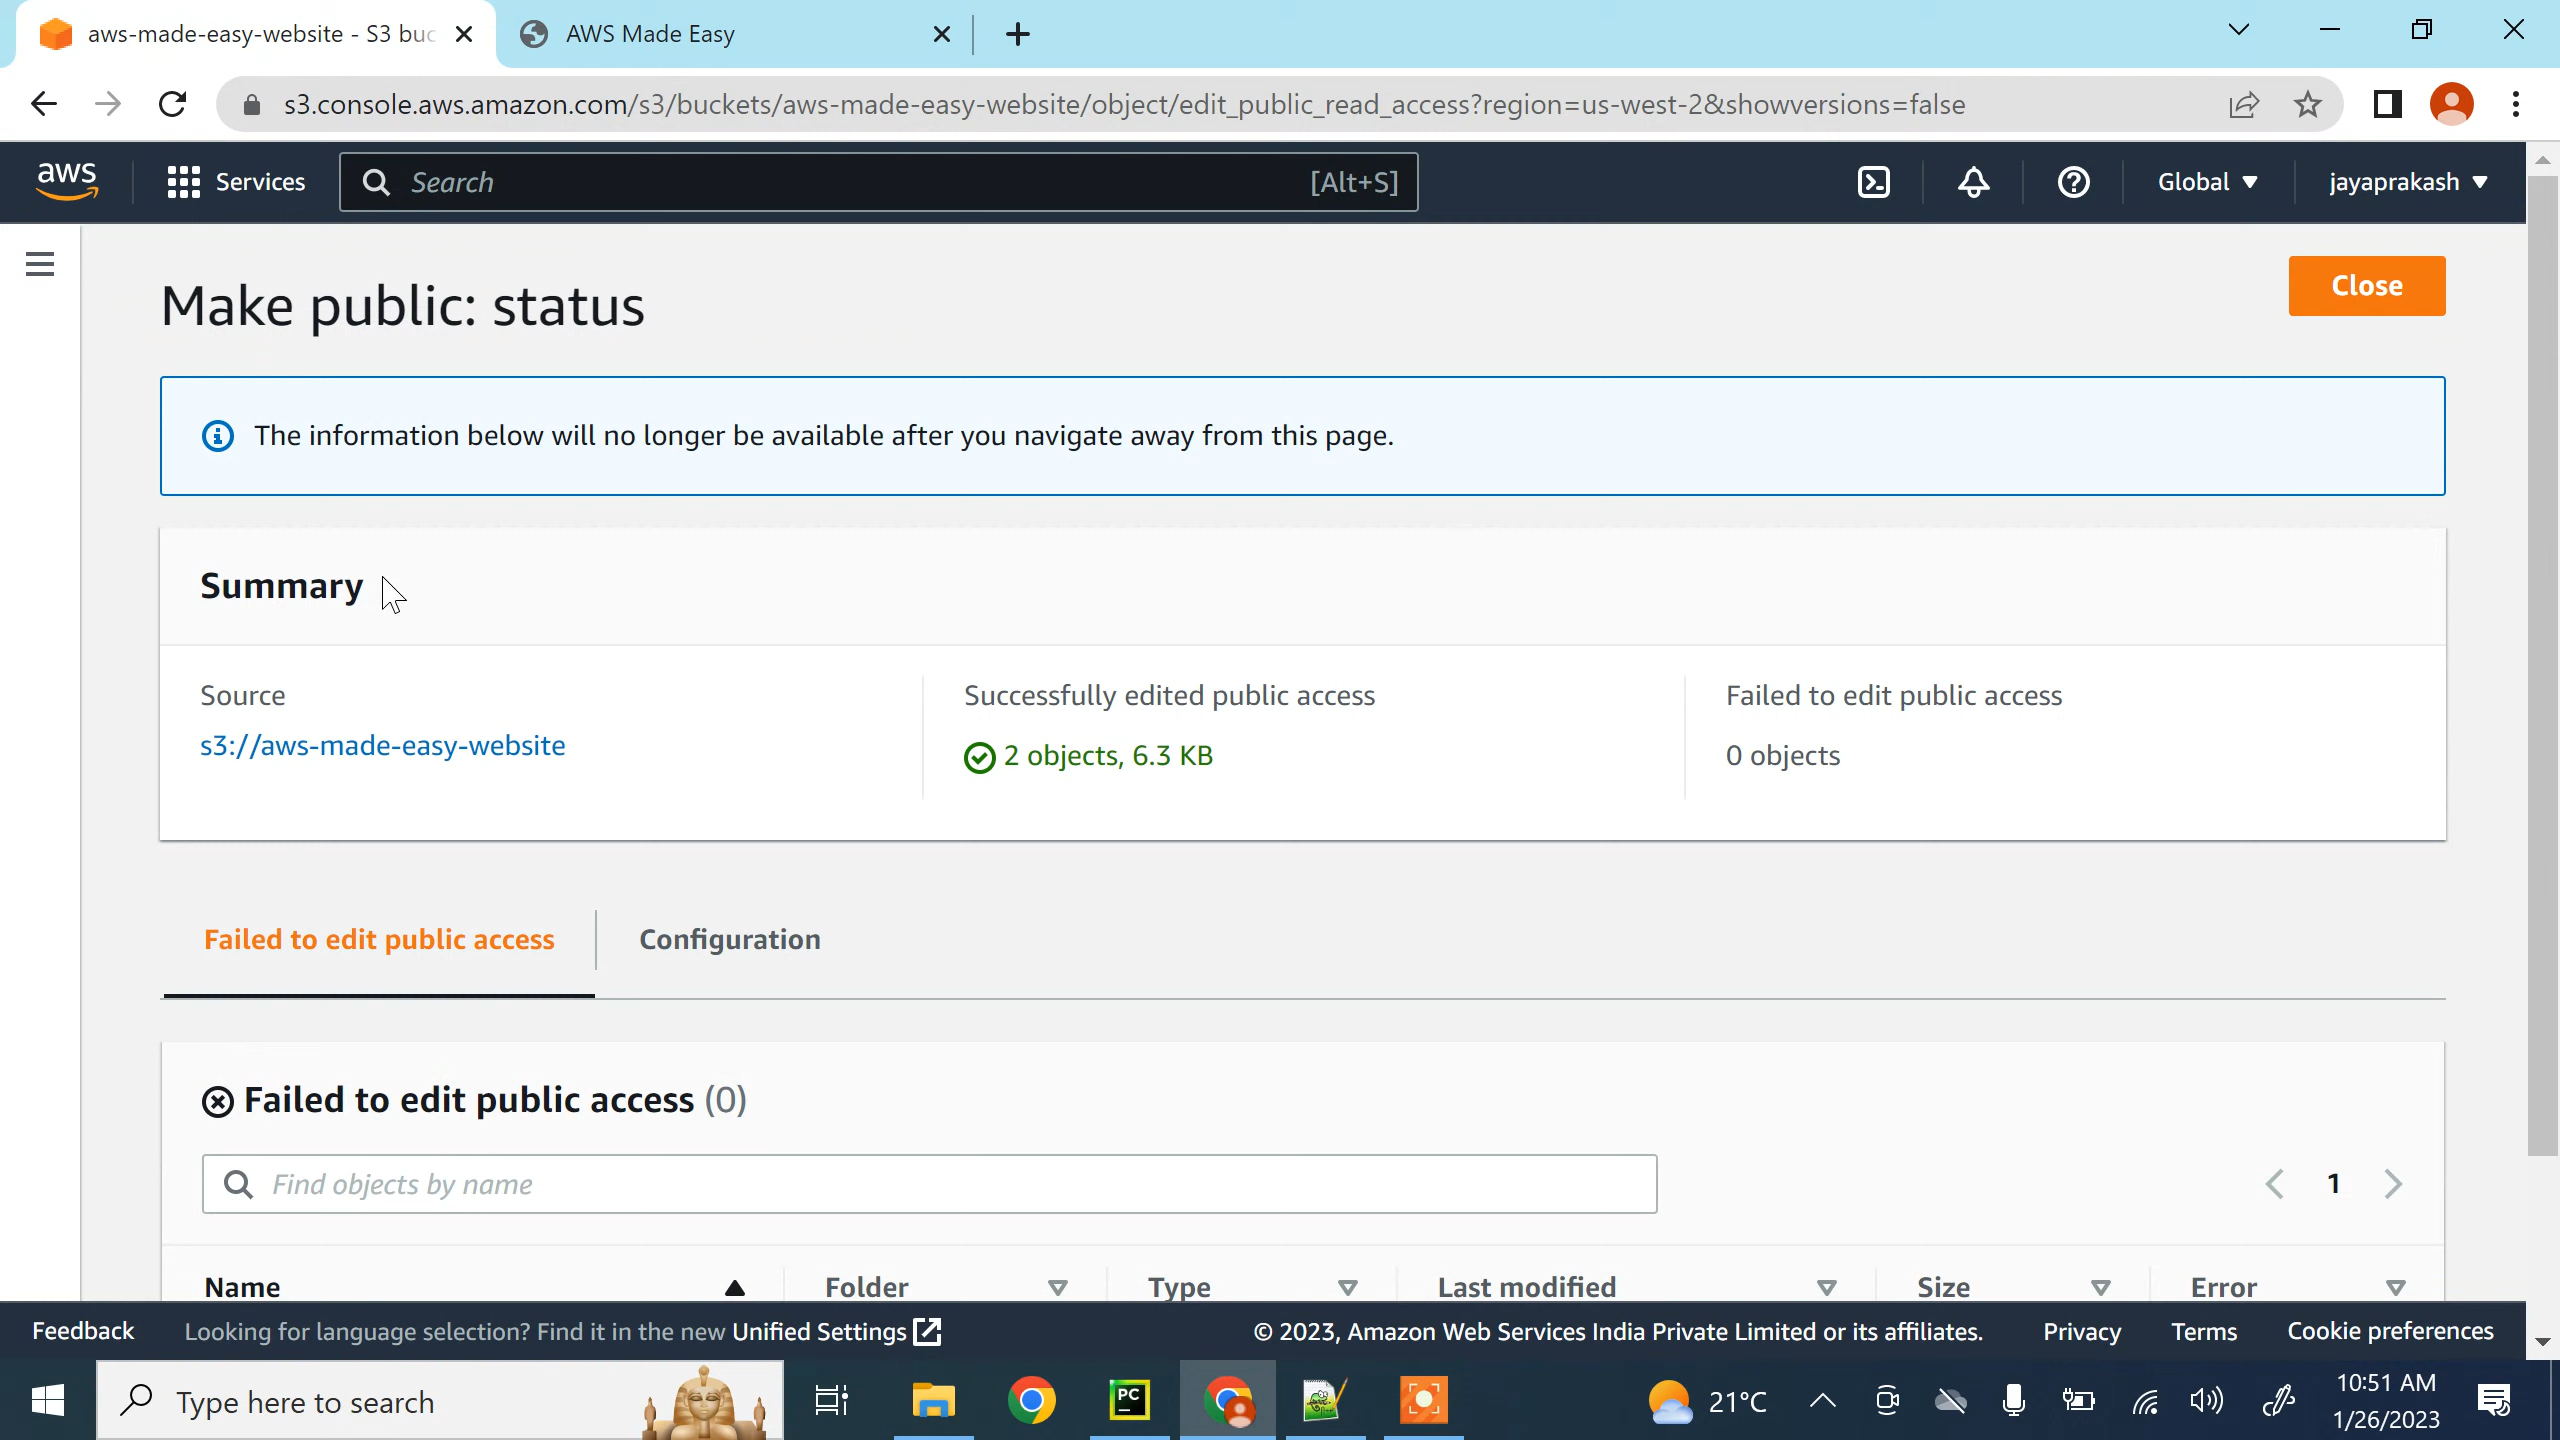 aws-made-easy-website - S3 buc
AWS Made Easy
s3.console.aws.amazon.com/s3/buckets/aws-made-easy-website/object/edit_public_read_access?region=us-west-2&showversions=false
aws
Services
Search
[Alt+S]
Global
jayaprakash
Make public: status
Close
The information below will no longer be available after you navigate away from this page.
Summary
Source
Successfully edited public access
Failed to edit public access
s3://aws-made-easy-website
2 objects, 6.3 KB
0 objects
Failed to edit public access
Configuration
Failed to edit public access (0)
Find objects by name
1
Name
Folder
Type
Last modified
Size
Error
Feedback
Looking for language selection? Find it in the new Unified Settings
© 2023, Amazon Web Services India Private Limited or its affiliates.
Privacy
Terms
Cookie preferences
Type here to search
PC
21°C
10:51 AM
1/26/2023